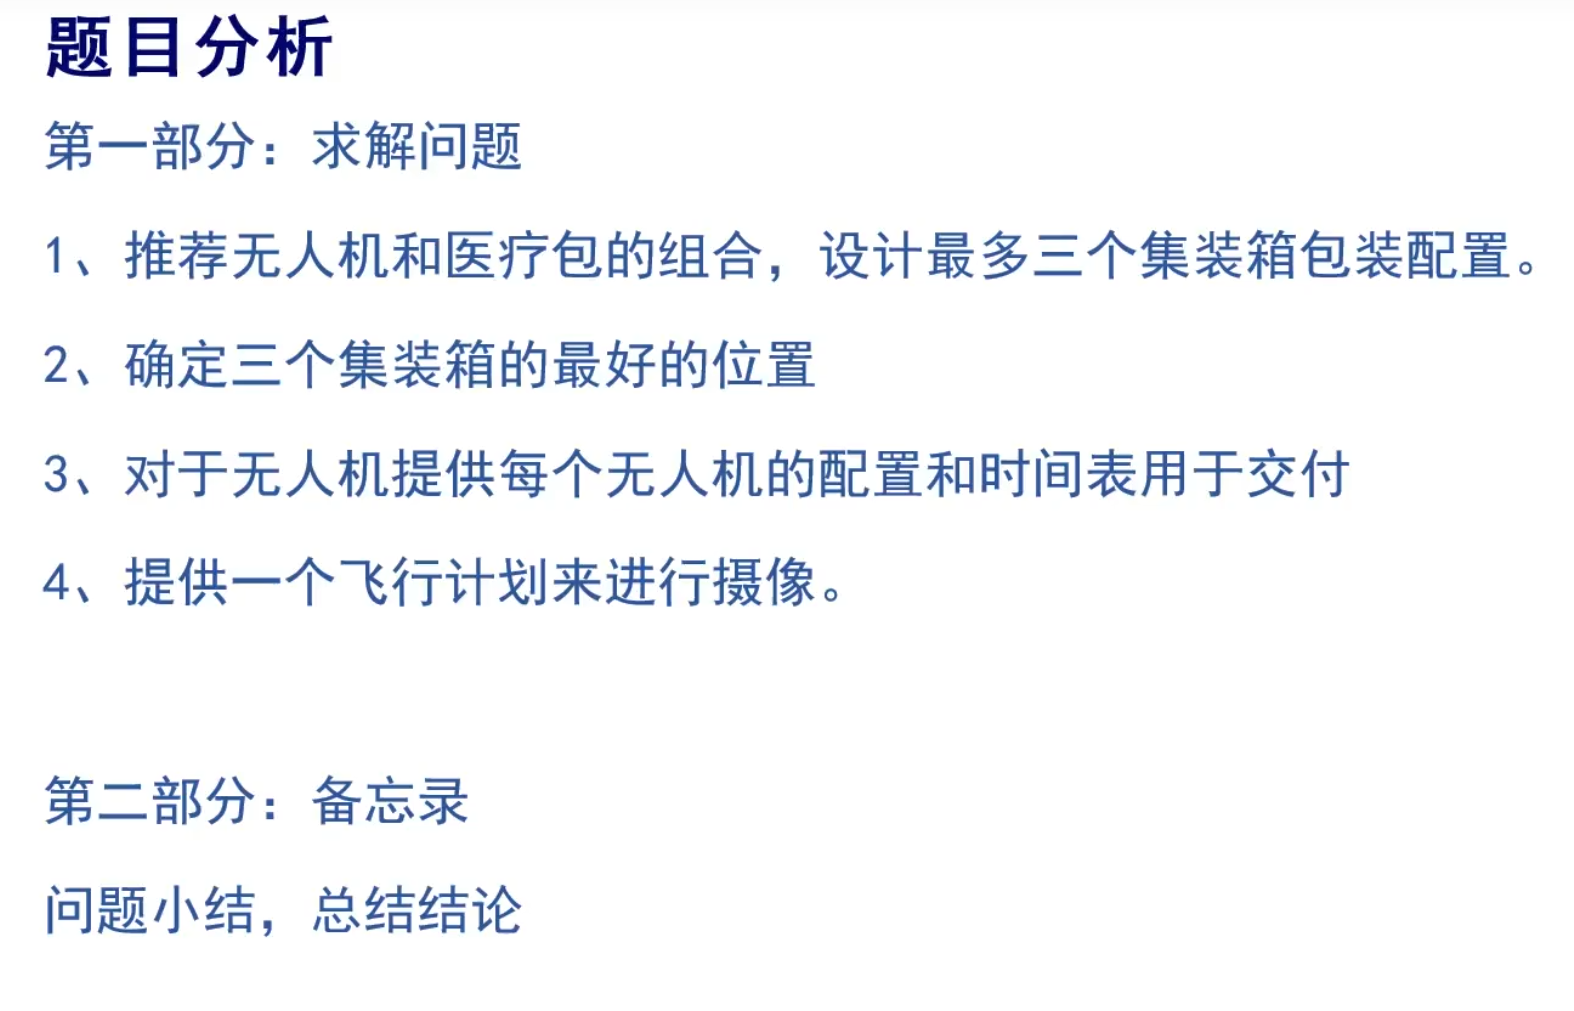 题目分析
第一部分：求解问题
1、推荐无人机和医疗包的组合，设计最多三个集装箱包装配置。
2、确定三个集装箱的最好的位置
3、对于无人机提供每个无人机的配置和时间表用于交付
4、提供一个飞行计划来进行摄像。
第二部分：备忘录
问题小结，总结结论